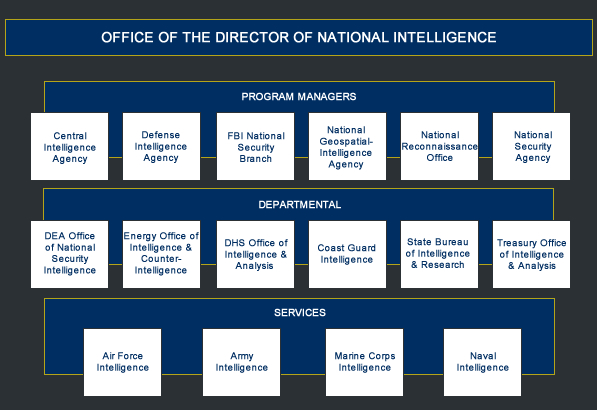 OFFICE OF THE DIRECTOR OF NATIONAL INTELLIGENCE
PROGRAM MANAGERS
Central
Intelligence
Agency
Defense
Intelligence
Agency
FBI National
Security
Branch
National
Geospatial-
Intelligence
Agency
National
Reconnaissance
Office
National
Security
Agency
DEPARTMENTAL
DEA Office
of National
Security
Intelligence
Energy Office of
Intelligence &
Counter-
Intelligence
DHS Office of
Intelligence &
Analysis
Coast Guard
Intelligence
State Bureau
of Intelligence
& Research
Treasury Office
of Intelligence
& Analysis
SERVICES
Air Force
Intelligence
Army
Intelligence
Marine Corps
Intelligence
Naval
Intelligence